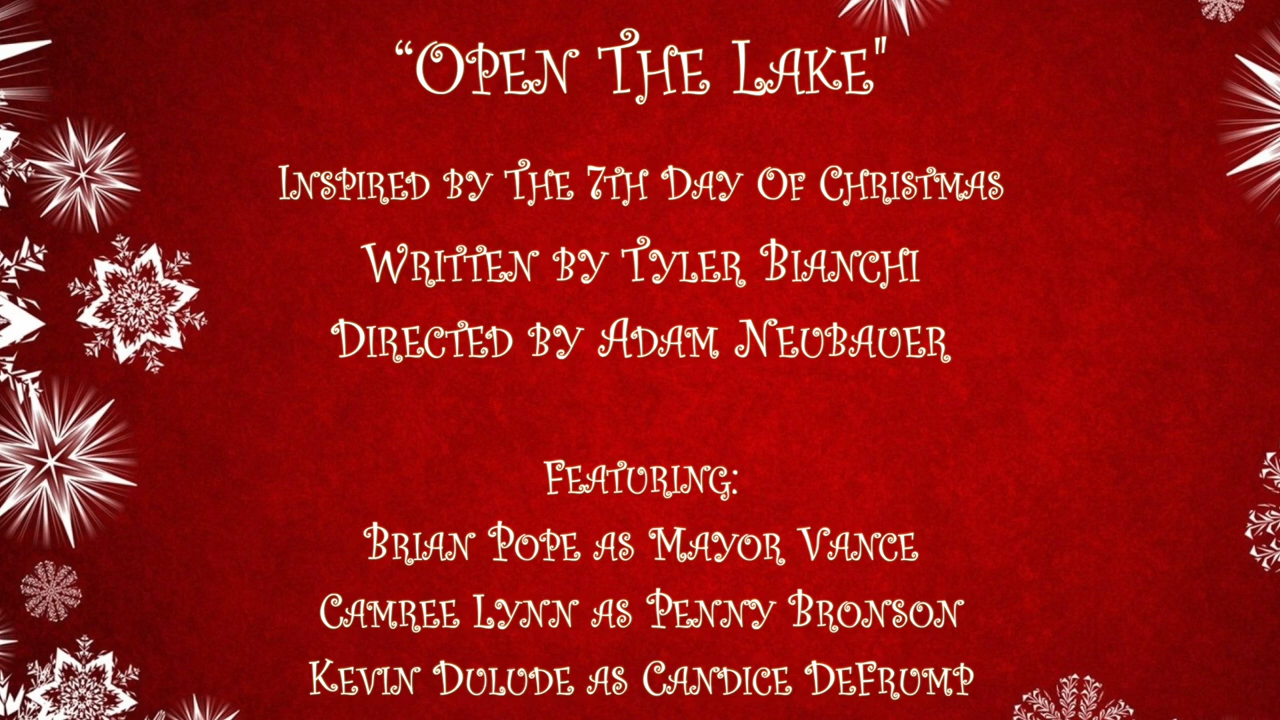 “Open The Lake"
Inspired by The 7th Day Of Christmas
Written by Tyler Bianchi
Directed by Adam Neubauer
Featuring:
Brian Pope as Mayor Vance
Camree Lynn as Penny Bronson
Kevin Dulude as Candice DeFrump